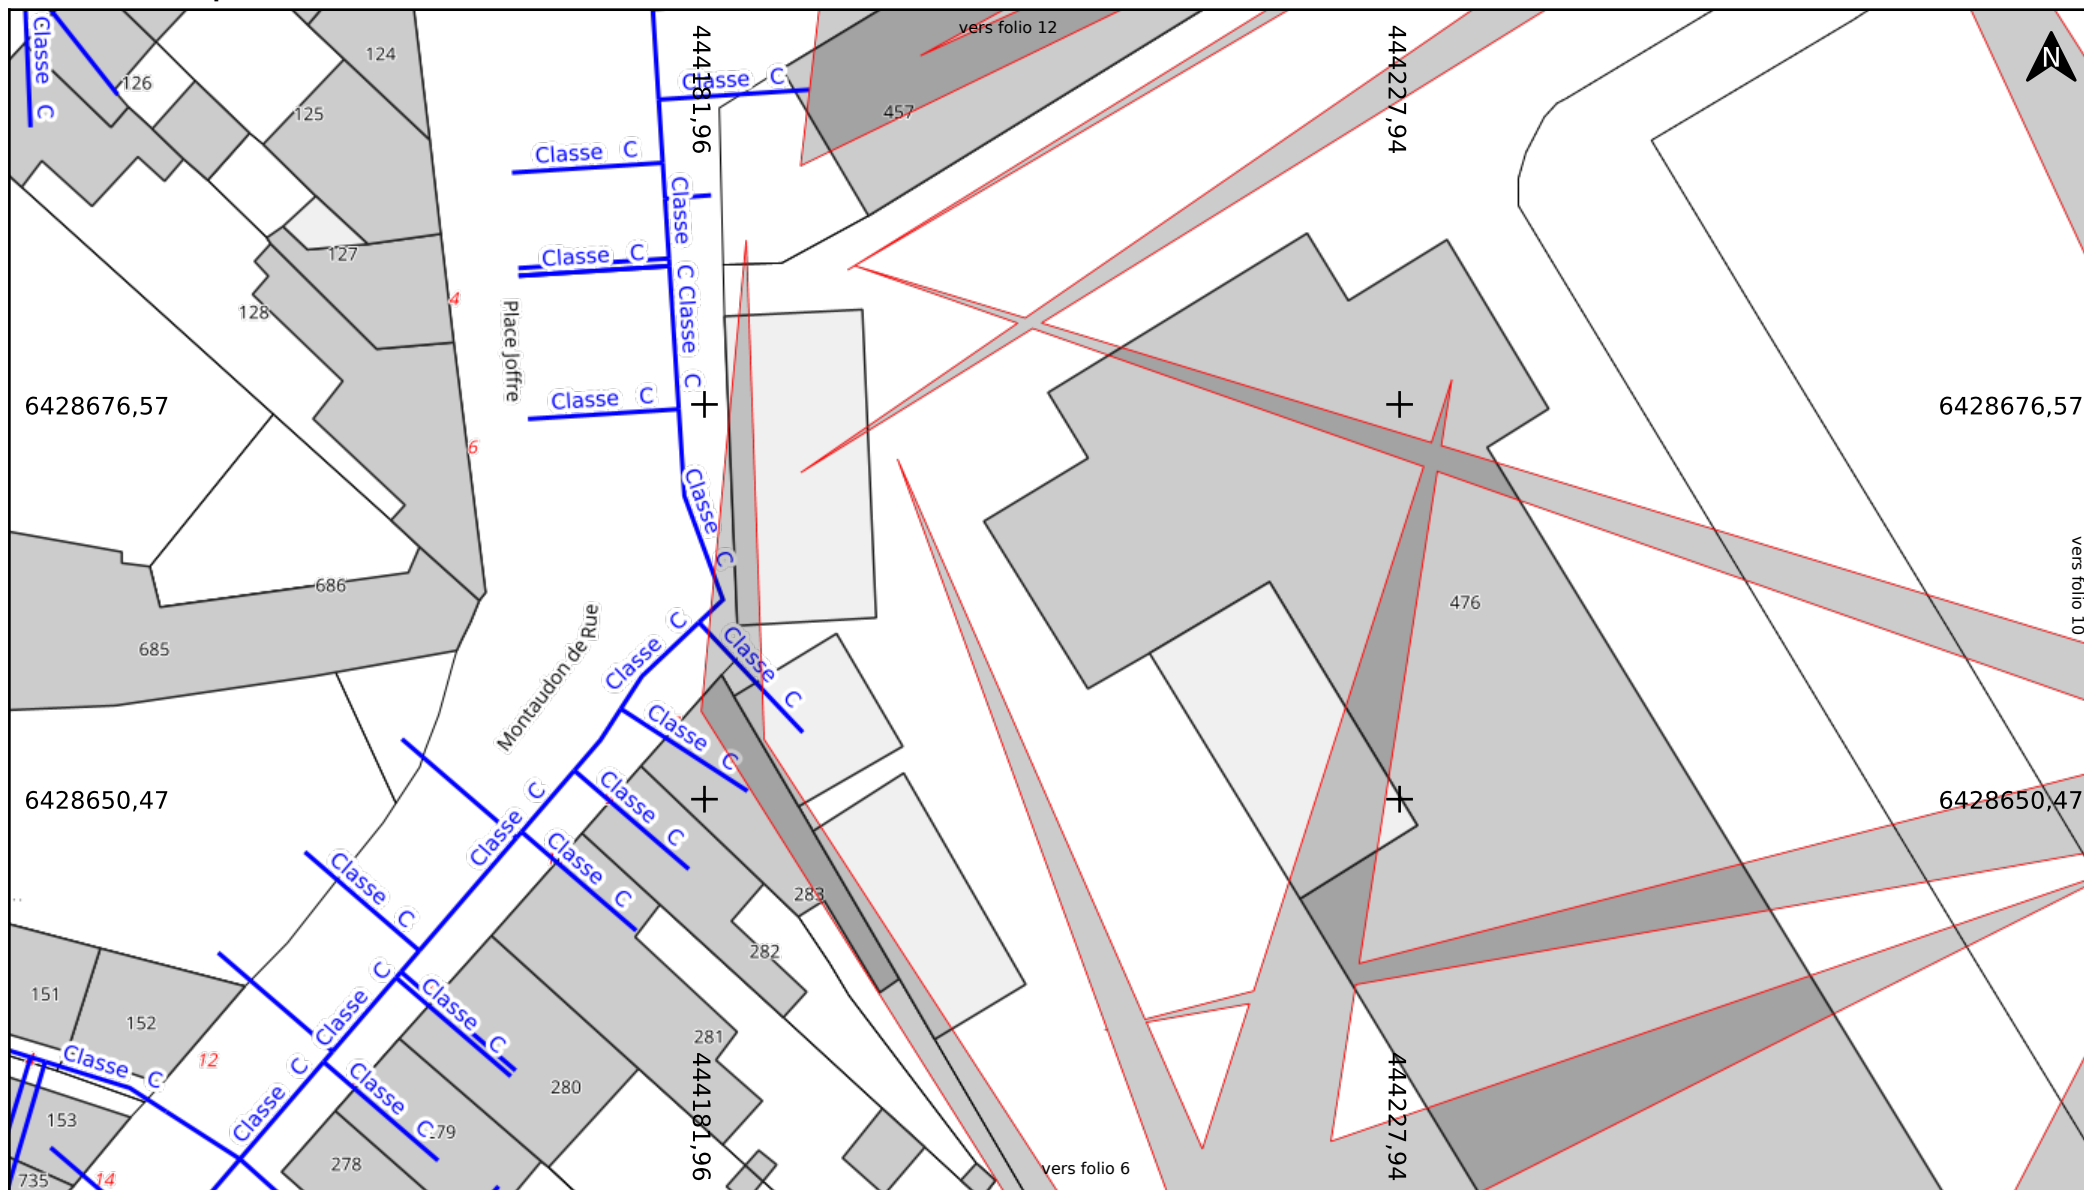 vers folio 12
N
Classe C
126
124
125
444181,96
Classe C
457
444227,94
Classe C
Classe C
127
Classe C
128
4
Place Joffre
Classe C
6428676,57
Classe C
6428676,57
6
Classe C
686
685
Montaudon de Rue
Classe C
Classe C
476
vers folio 10
Classe C
6428650,47
Classe C
Classe C
6428650,47
Classe C
Classe C
283
282
151
152
Classe C
Classe C
281
12
Classe C
Classe C
Classe C
280
153
279
278
735
14
444181,96
444227,94
vers folio 6